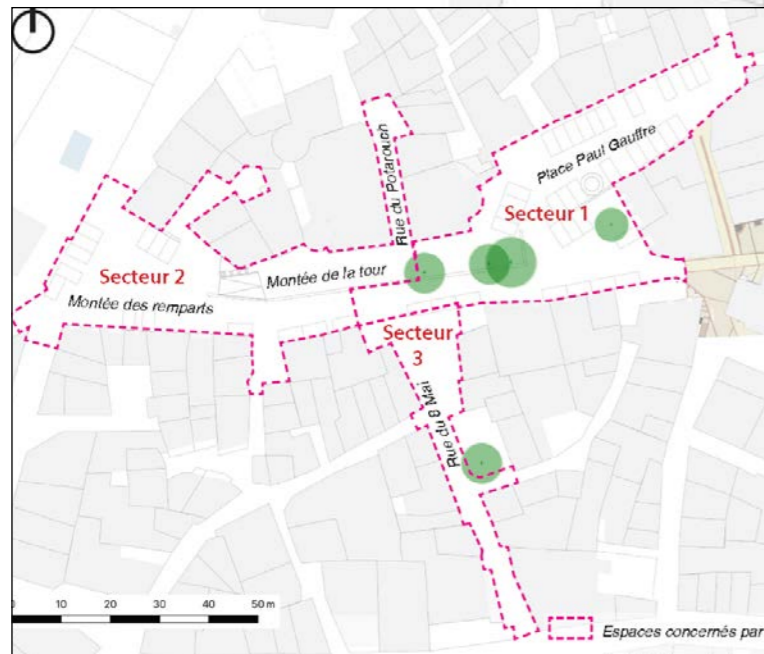 Rue du Potarouch
Place Paul Gauffre
Secteur 1
Secteur 2
Montée de la tour
Montée des remparts
Secteur
3
Rue du 8 Mai
0 10 20 30 40 50 m
Espaces concernés par